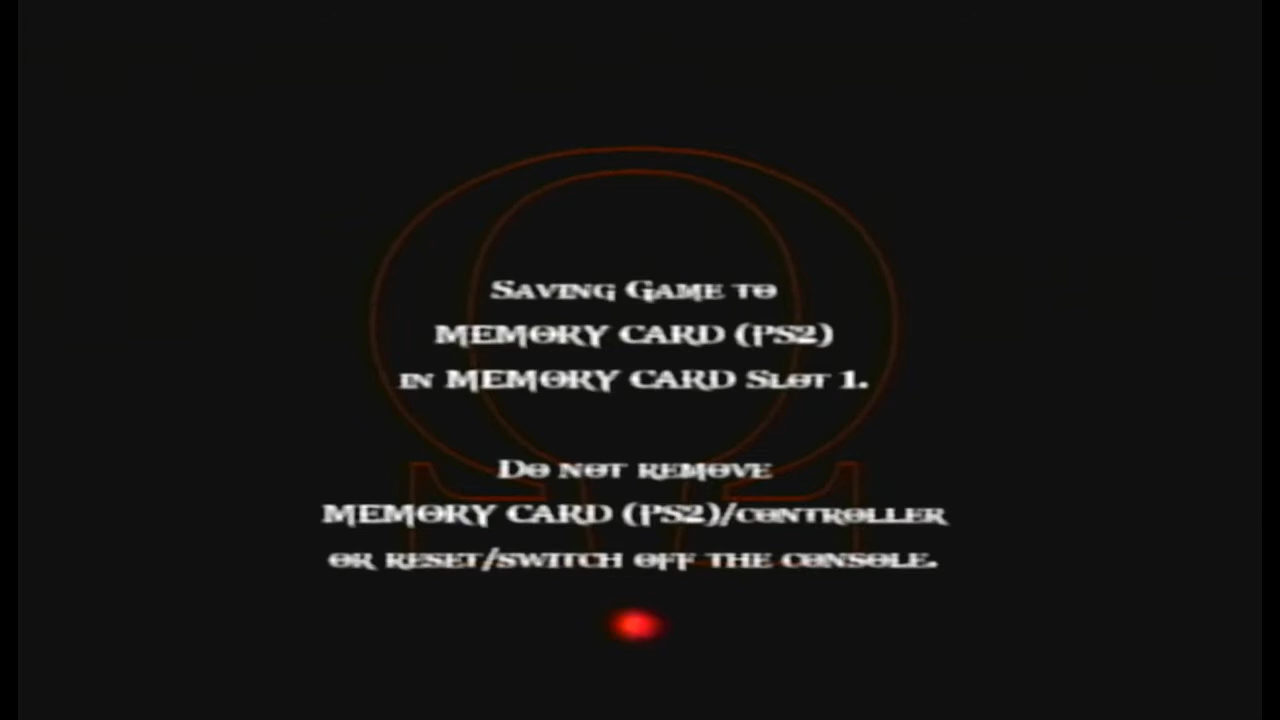 Saving Game to
MEMORY CARD (PS2)
in MEMORY CARD Slot 1.
Do not remove
MEMORY CARD (PS2)/controller
or reset/switch off the console.